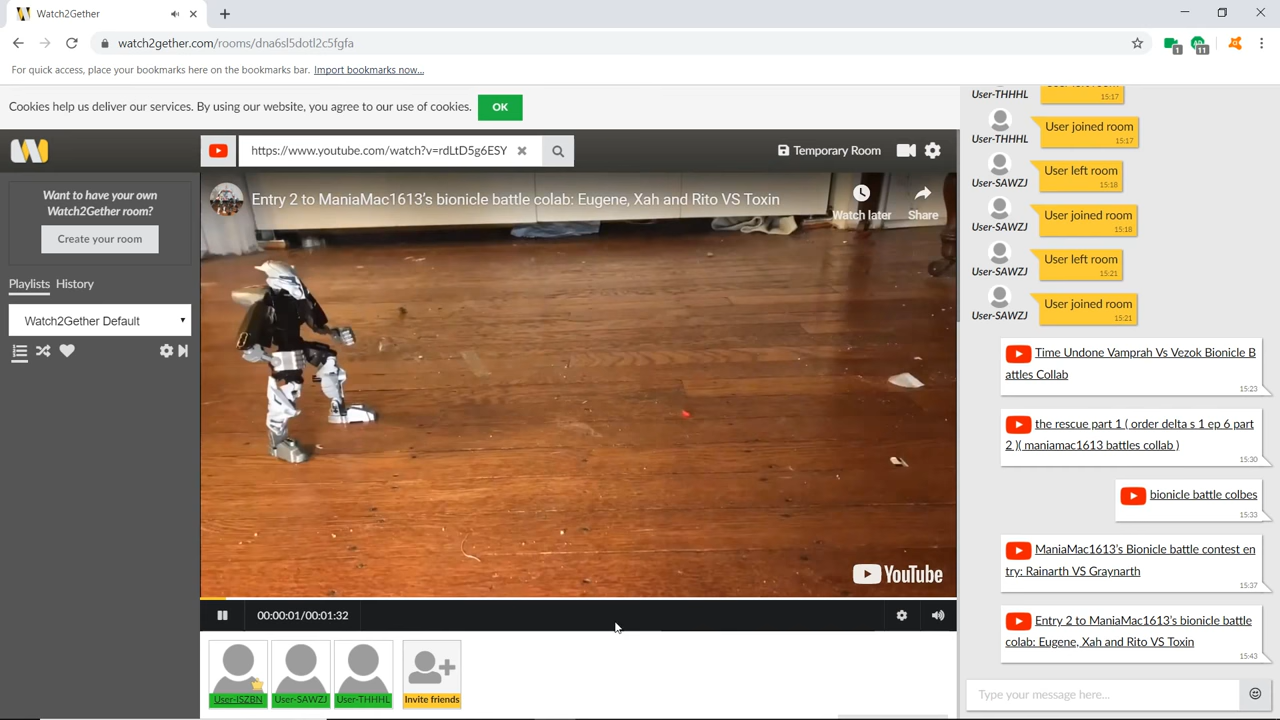 Watch2Gether
watch2gether.com/rooms/dna6sl5dotl2c5fgfa
1
11
For quick access, place your bookmarks here on the bookmarks bar. Import bookmarks now...
Cookies help us deliver our services. By using our website, you agree to our use of cookies. OK
https://www.youtube.com/watch?v=rdLtD5g6ESY
Temporary Room
Want to have your own
Watch2Gether room?
Create your room
Playlists History
Watch2Gether Default
Entry 2 to ManiaMac1613's bionicle battle colab: Eugene, Xah and Rito VS Toxin
Watch later
Share
YouTube
00:00:01/00:01:32
User-ISZBN
User-SAWZJ
User-THHHL
Invite friends
User-THHHL
15:17
User joined room
15:17
User-THHHL
User left room
15:18
User-SAWZJ
User joined room
15:18
User-SAWZJ
User left room
15:21
User-SAWZJ
User joined room
15:21
User-SAWZJ
Time Undone Vamprah Vs Vezok Bionicle B
attles Collab
15:23
the rescue part 1 ( order delta s 1 ep 6 part
2 )( maniamac1613 battles collab )
15:30
bionicle battle colbes
15:33
ManiaMac1613's Bionicle battle contest en
try: Rainarth VS Graynarth
15:37
Entry 2 to ManiaMac1613's bionicle battle
colab: Eugene, Xah and Rito VS Toxin
15:43
Type your message here...